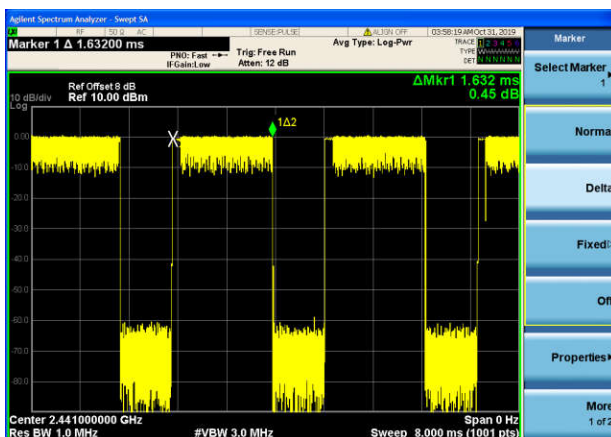 Agilent Spectrum Analyzer - Swept SA
RF 50 Ω AC SENSE:PULSE ALIGN OFF 03:58:19 AM Oct 31, 2019
Marker 1 Δ 1.63200 ms
PNO: Fast
IFGain:Low
Trig: Free Run
Atten: 12 dB
Avg Type: Log-Pwr
TRACE 1 2 3 4 5 6
TYPE
DET N N N N N N
ΔMkr1 1.632 ms
0.45 dB
Ref Offset 8 dB
10 dB/div Ref 10.00 dBm
Log
0.00
-10.0
-20.0
-30.0
-40.0
-50.0
-60.0
-70.0
-80.0
X
1Δ2
Center 2.441000000 GHz Span 0 Hz
Res BW 1.0 MHz #VBW 3.0 MHz Sweep 8.000 ms (1001 pts)
Marker
Select Marker
1
Norma
Delta
Fixed
Off
Properties
More
1 of 2